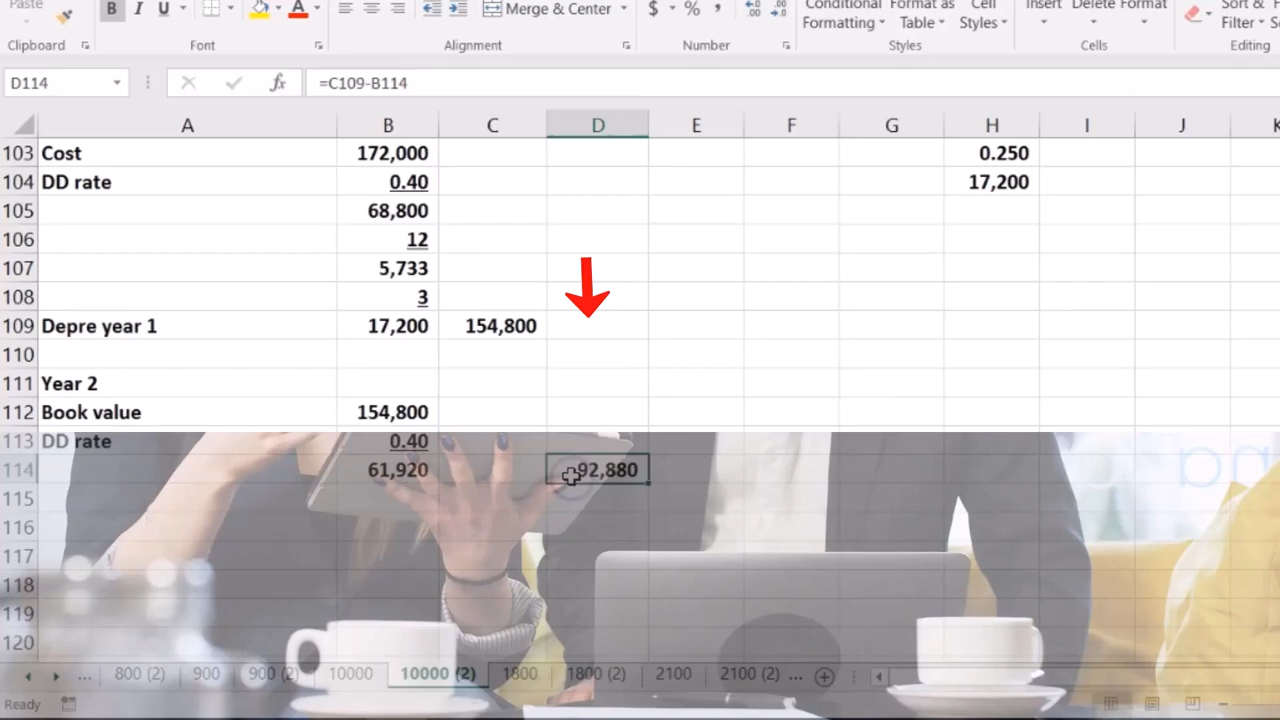 Paste
B I U A Merge & Center $ % , Conditional Format as Cell Insert Delete Format Sort &
Formatting Table Styles Filter
Clipboard Font Alignment Number Styles Cells Editing
D114 fx =C109-B114
A B C D E F G H I J
103 Cost 172,000 0.250
104 DD rate 0.40 17,200
105 68,800
106 12
107 5,733
108 3
109 Depre year 1 17,200 154,800
110
111 Year 2
112 Book value 154,800
113 DD rate 0.40
114 61,920 92,880
115
116
117
118
119
120
... 800 (2) 900 900 (2) 10000 10000 (2) 1800 1800 (2) 2100 2100 (2) ...
Ready